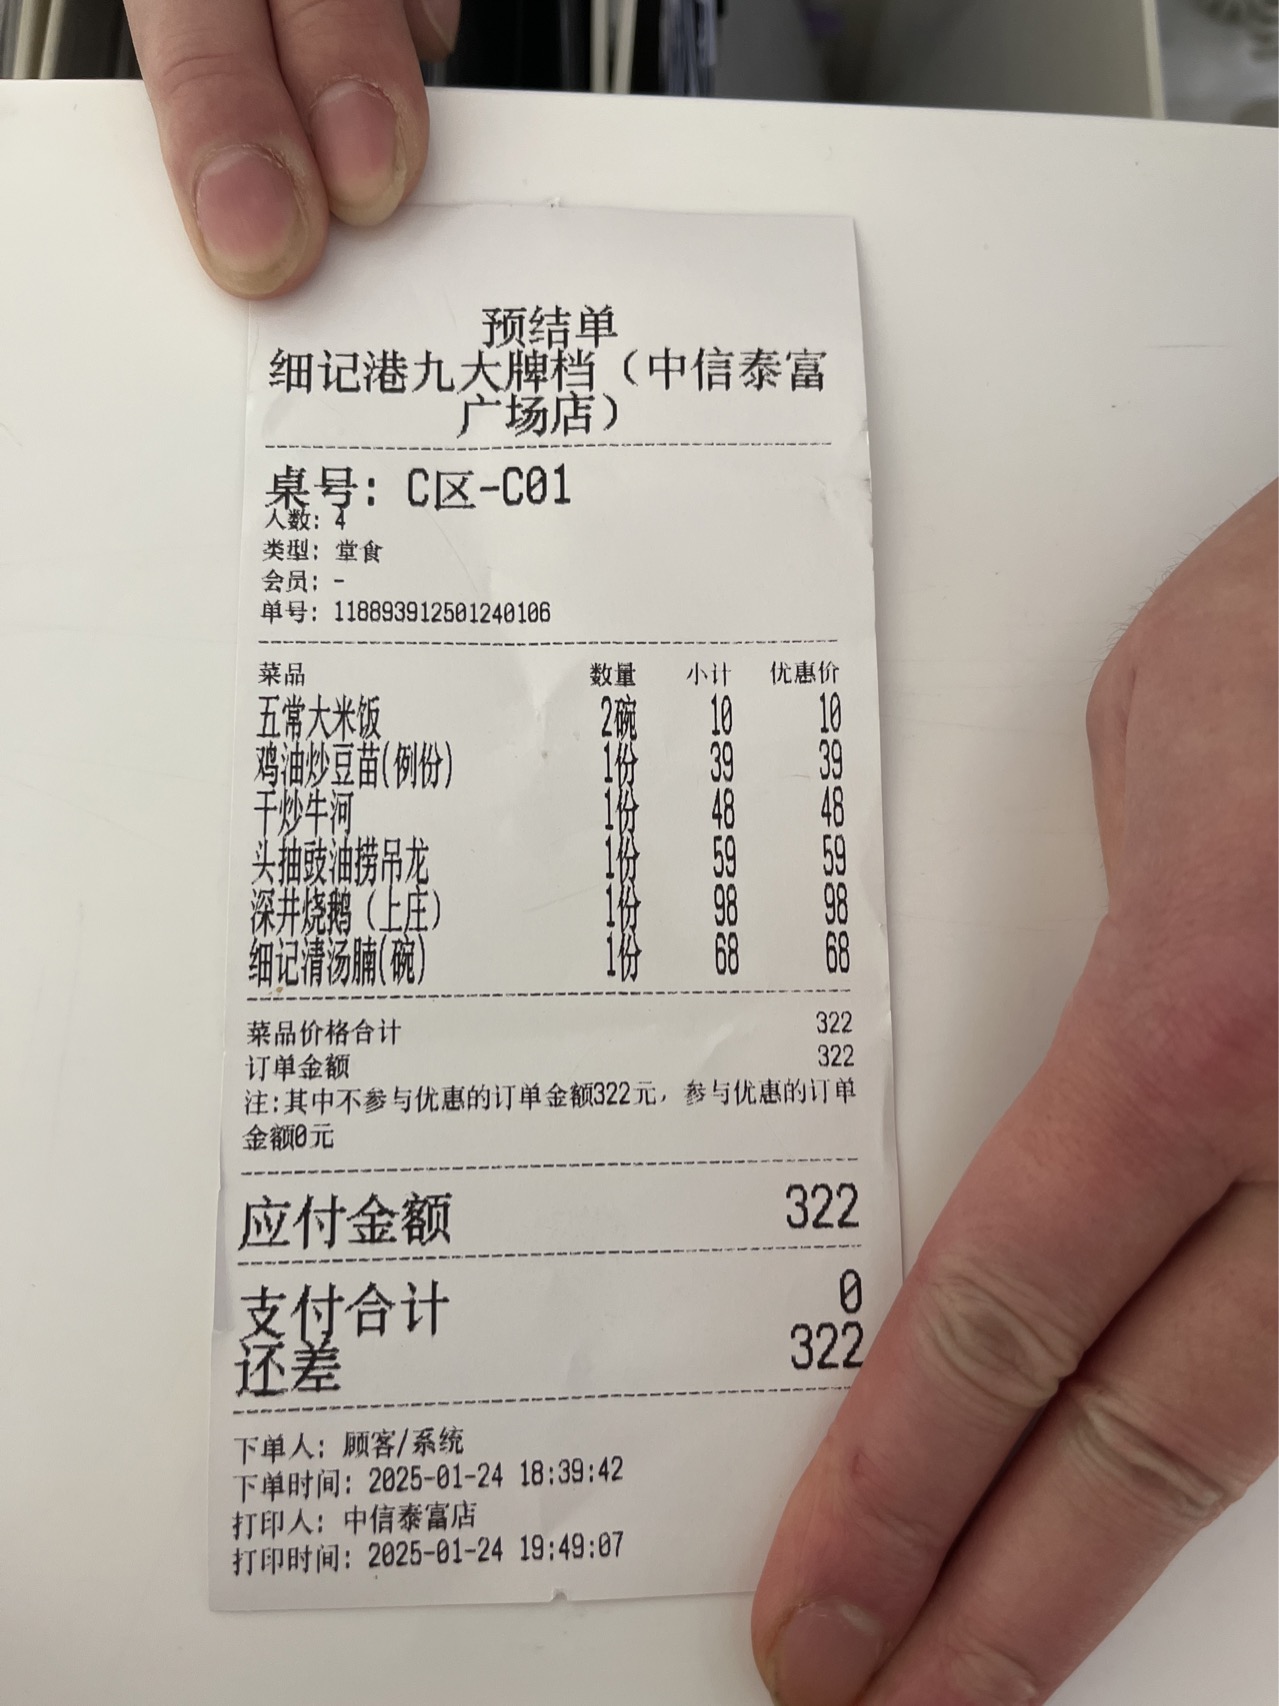 预结单
细记港九大牌档（中信泰富
广场店）
桌号: C区-C01
人数: 4
类型: 堂食
会员: -
单号: 118893912501240106
菜品 数量 小计 优惠价
五常大米饭 2碗 10 10
鸡油炒豆苗(例份) 1份 39 39
干炒牛河 1份 48 48
头抽豉油捞吊龙 1份 59 59
深井烧鹅（上庄） 1份 98 98
细记清汤腩(碗) 1份 68 68
菜品价格合计 322
订单金额 322
注:其中不参与优惠的订单金额322元，参与优惠的订单
金额0元
应付金额 322
支付合计 0
还差 322
下单人: 顾客/系统
下单时间: 2025-01-24 18:39:42
打印人: 中信泰富店
打印时间: 2025-01-24 19:49:07